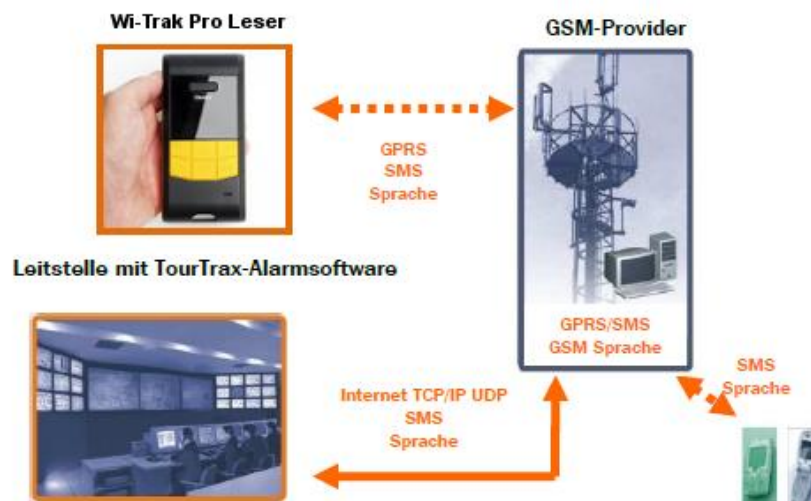 Wi-Trak Pro Leser
GSM-Provider
GPRS
SMS
Sprache
Leitstelle mit TourTrax-Alarmsoftware
GPRS/SMS
GSM Sprache
Internet TCP/IP UDP
SMS
Sprache
SMS
Sprache